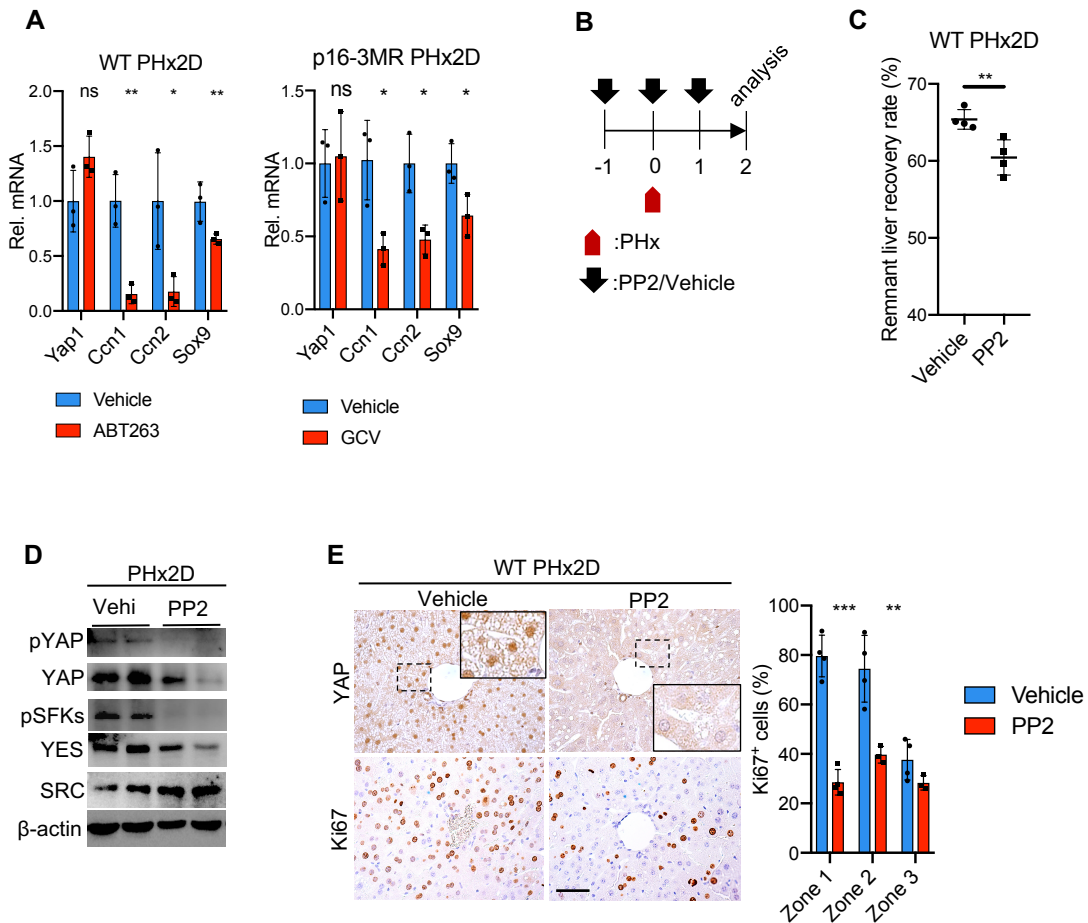 A
WT PHx2D
ns ** * **
Rel. mRNA
2.0
1.5
1.0
0.5
0.0
Yap1
Ccn1
Ccn2
Sox9
Vehicle
ABT263
p16-3MR PHx2D
ns * * *
Rel. mRNA
1.5
1.0
0.5
0.0
Yap1
Ccn1
Ccn2
Sox9
Vehicle
GCV
B
analysis
-1 0 1 2
:PHx
:PP2/Vehicle
C
WT PHx2D
**
Remnant liver recovery rate (%)
70
60
50
40
Vehicle
PP2
D
PHx2D
Vehi PP2
pYAP
YAP
pSFKs
YES
SRC
β-actin
E
WT PHx2D
Vehicle PP2
YAP
Ki67
*** **
Ki67+ cells (%)
100
80
60
40
20
0
Zone 1
Zone 2
Zone 3
Vehicle
PP2